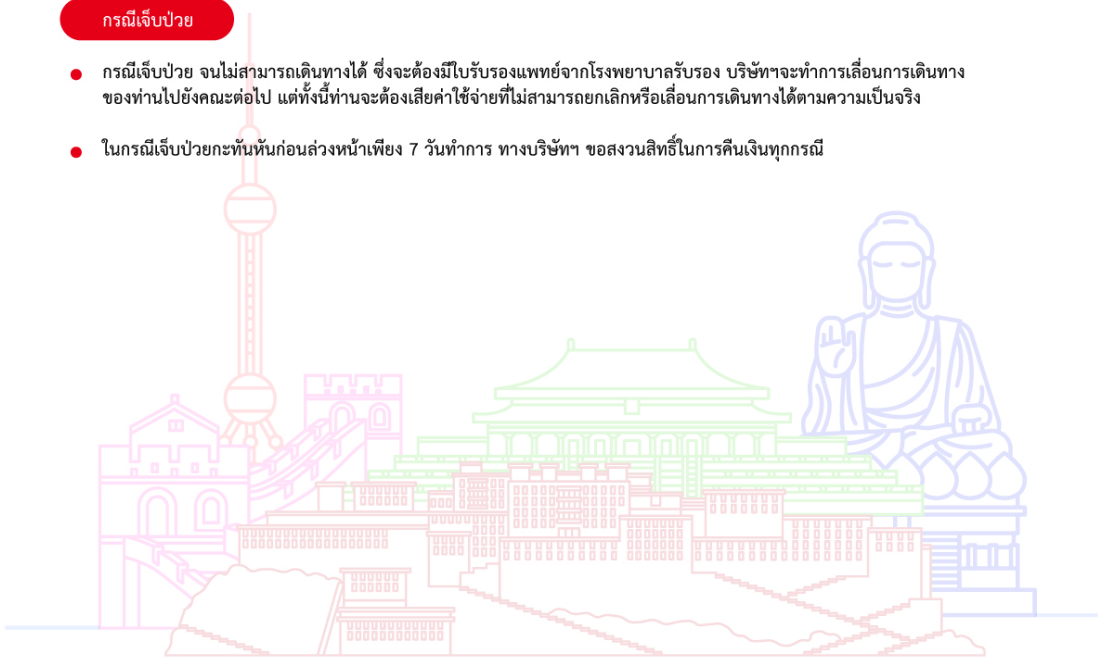 กรณีเจ็บป่วย
กรณีเจ็บป่วย จนไม่สามารถเดินทางได้ ซึ่งจะต้องมีใบรับรองแพทย์จากโรงพยาบาลรับรอง บริษัทฯจะทำการเลื่อนการเดินทาง
ของท่านไปยังคณะต่อไป แต่ทั้งนี้ท่านจะต้องเสียค่าใช้จ่ายที่ไม่สามารถยกเลิกหรือเลื่อนการเดินทางได้ตามความเป็นจริง
ในกรณีเจ็บป่วยกะทันหันก่อนล่วงหน้าเพียง 7 วันทำการ ทางบริษัทฯ ขอสงวนสิทธิ์ในการคืนเงินทุกกรณี